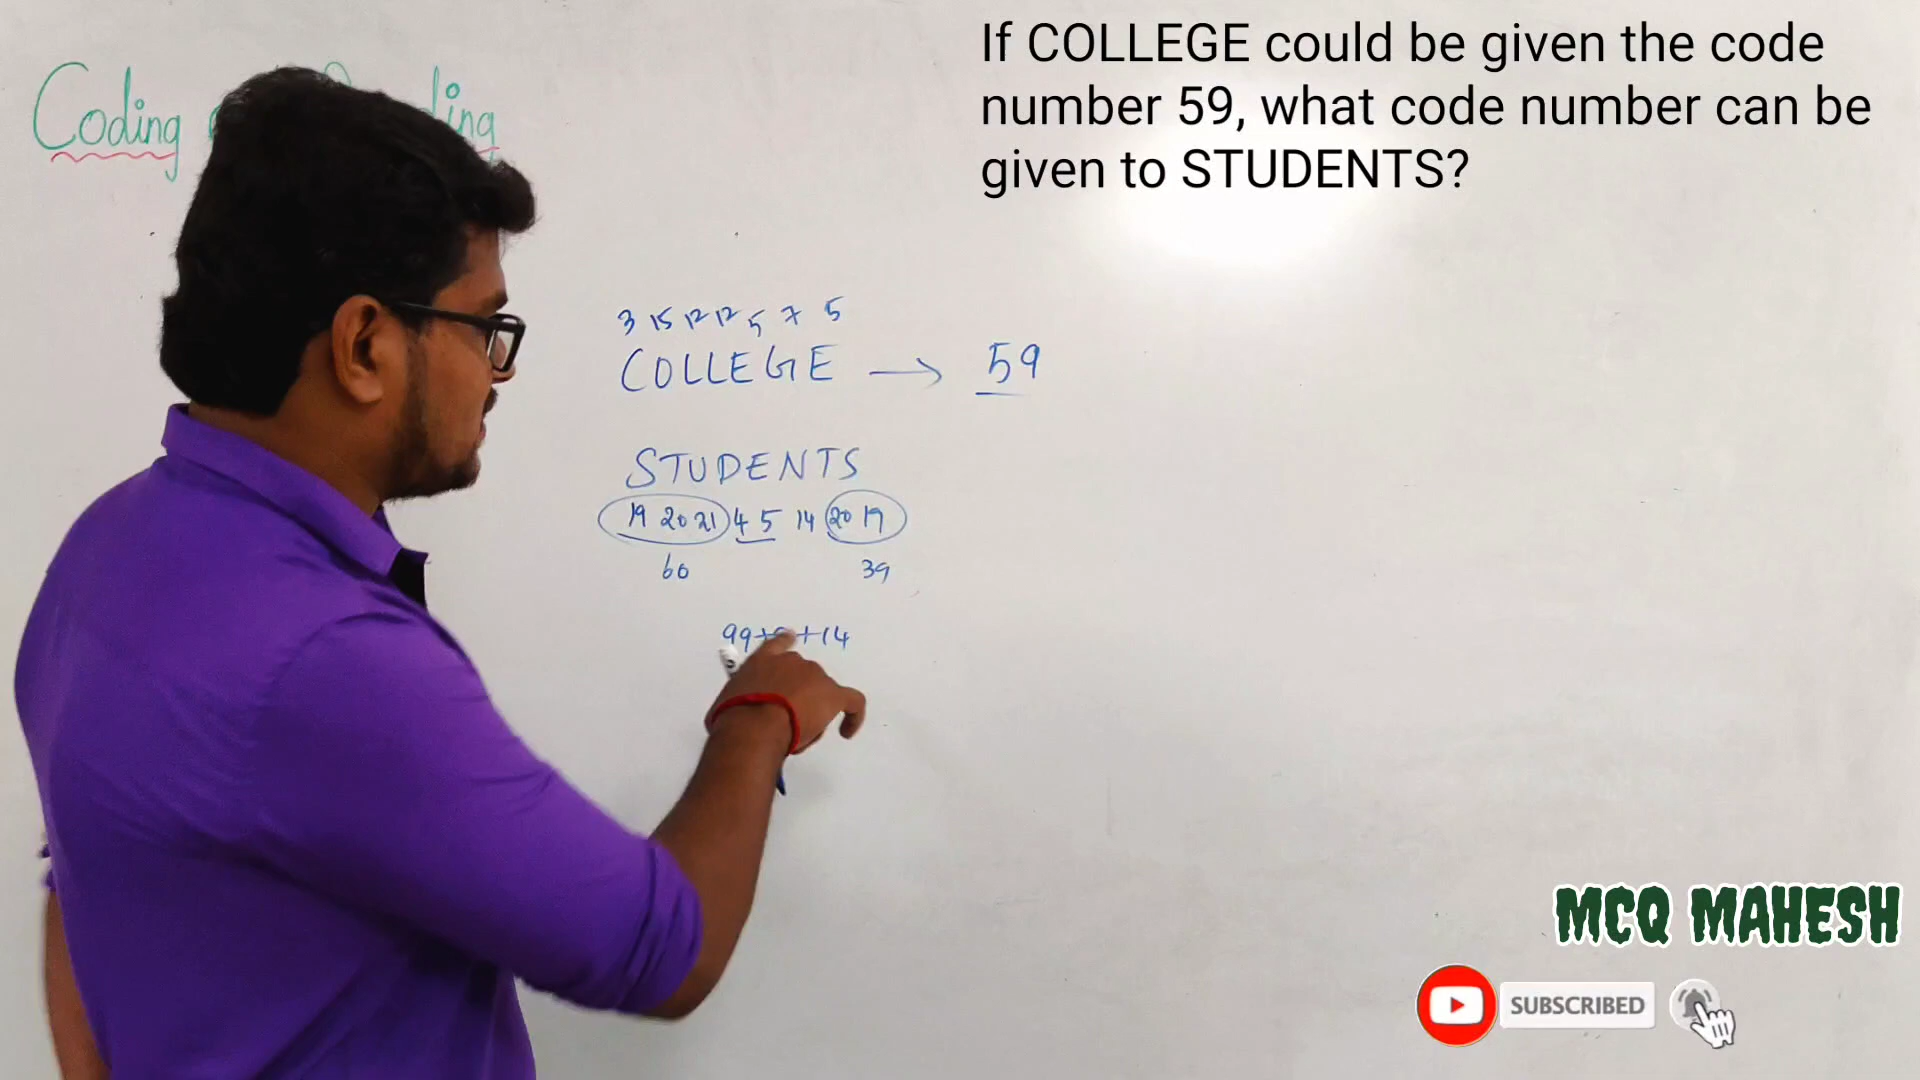 If COLLEGE could be given the code
number 59, what code number can be
given to STUDENTS?
Coding
3 15 12 12 5 7 5
COLLEGE → 59
STUDENTS
19 20 21 4 5 14 20 19
60 39
99+ +14
MCQ MAHESH
SUBSCRIBED